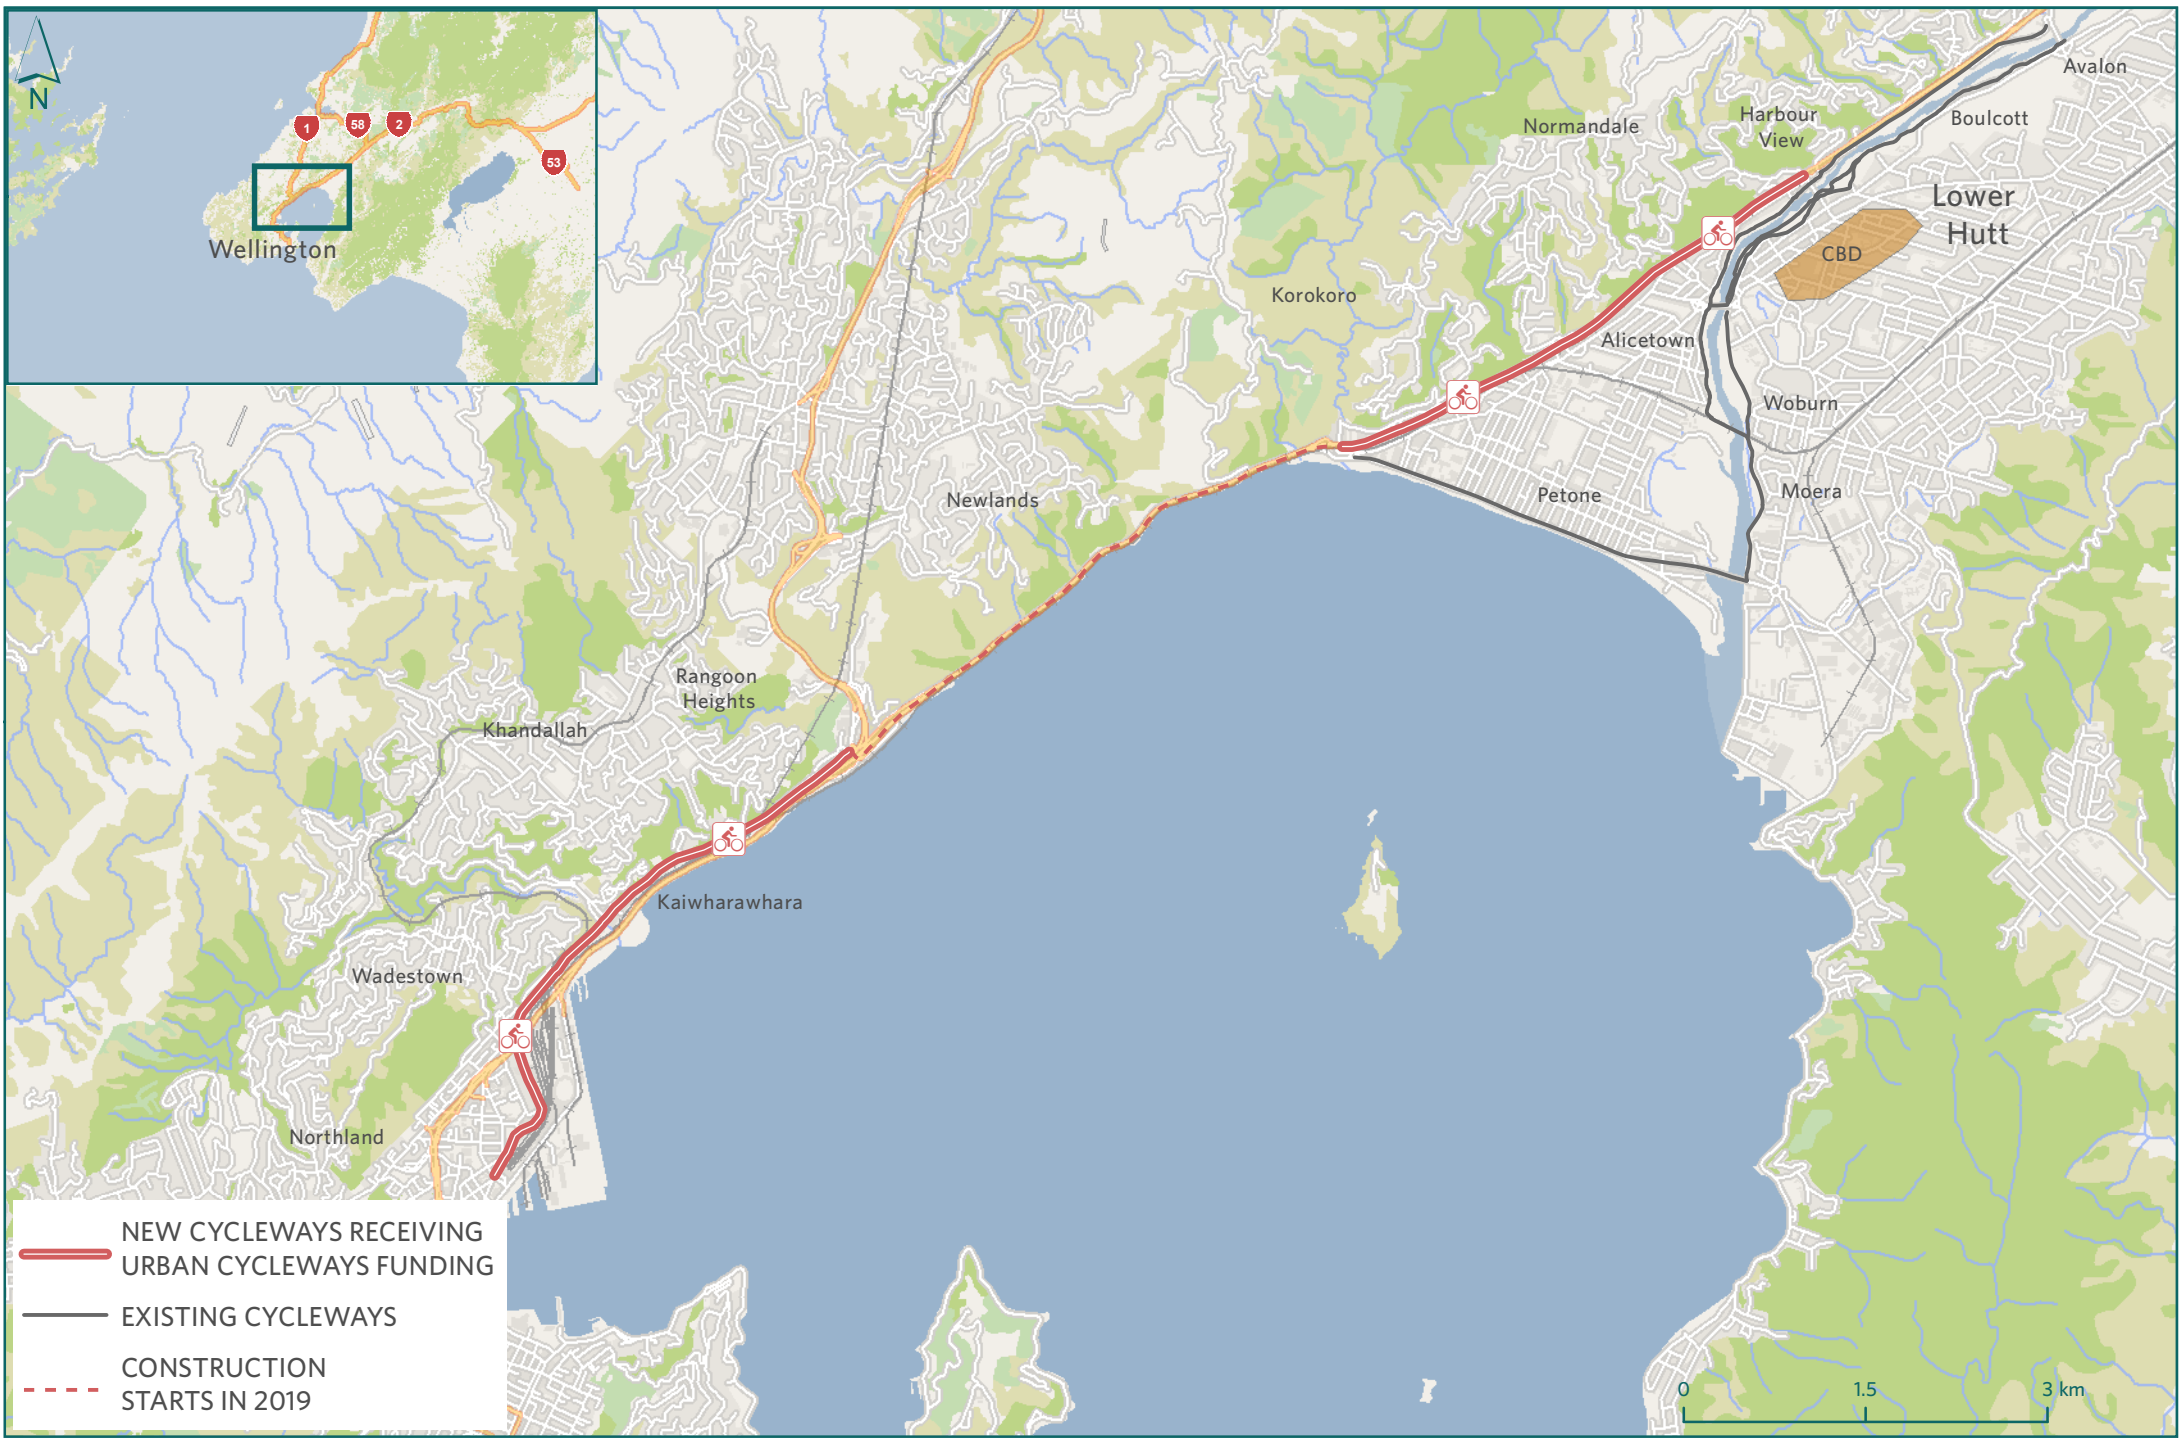 N
1
58
2
53
Wellington
Avalon
Boulcott
Harbour
View
Normandale
Lower
Hutt
CBD
Korokoro
Alicetown
Woburn
Petone
Moera
Newlands
Rangoon
Heights
Khandallah
Kaiwharawhara
Wadestown
Northland
NEW CYCLEWAYS RECEIVING
URBAN CYCLEWAYS FUNDING
EXISTING CYCLEWAYS
CONSTRUCTION
STARTS IN 2019
0 1.5 3 km